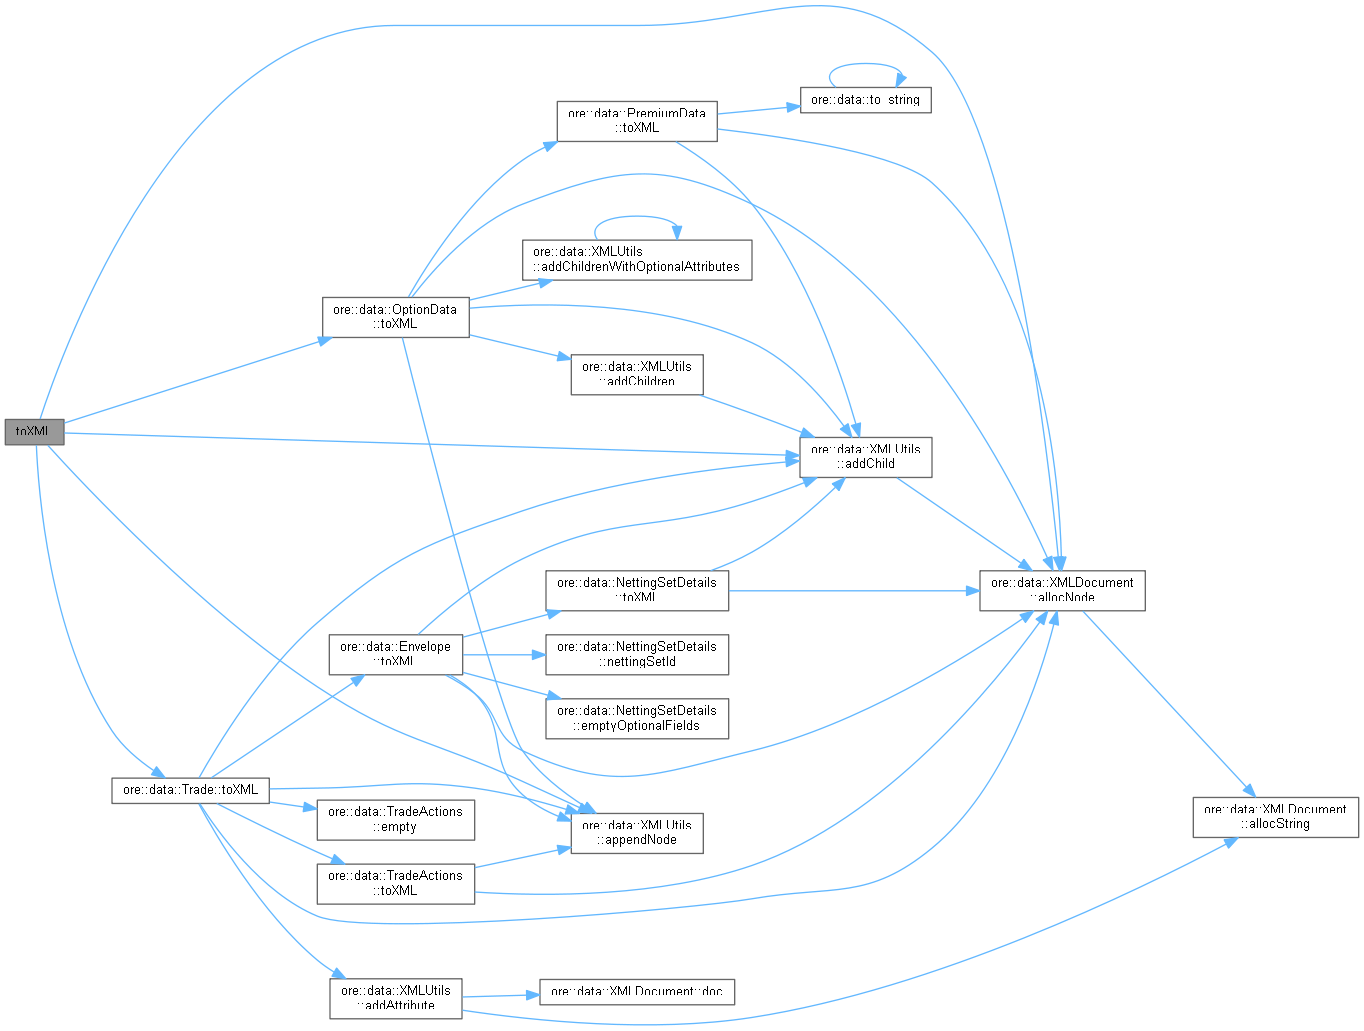 ore::data::to_string
ore::data::PremiumData
::toXML
ore::data::XMLUtils
::addChildrenWithOptionalAttributes
ore::data::OptionData
::toXML
ore::data::XMLUtils
::addChildren
toXML
ore::data::XMLUtils
::addChild
ore::data::NettingSetDetails
::toXML
ore::data::XMLDocument
::allocNode
ore::data::Envelope
::toXML
ore::data::NettingSetDetails
::nettingSetId
ore::data::NettingSetDetails
::emptyOptionalFields
ore::data::Trade::toXML
ore::data::TradeActions
::empty
ore::data::XMLUtils
::appendNode
ore::data::XMLDocument
::allocString
ore::data::TradeActions
::toXML
ore::data::XMLUtils
::addAttribute
ore::data::XMLDocument::doc